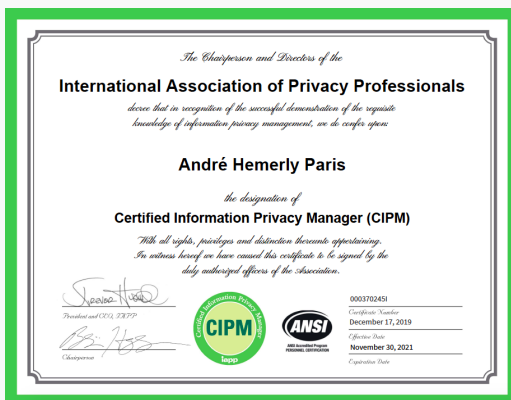 The Chairperson and Directors of the
International Association of Privacy Professionals
decree that in recognition of the successful demonstration of the requisite
knowledge of information privacy management, we do confer upon:
André Hemerly Paris
the designation of
Certified Information Privacy Manager (CIPM)
With all rights, privileges and distinction thereunto appertaining.
In witness hereof we have caused this certificate to be signed by the
duly authorized officers of the Association.
President and CEO, IAPP
Chairperson
Certified Information Privacy Manager
CIPM
iapp
ANSI
ANSI Accredited Program
PERSONNEL CERTIFICATION
000370245I
Certificate Number
December 17, 2019
Effective Date
November 30, 2021
Expiration Date